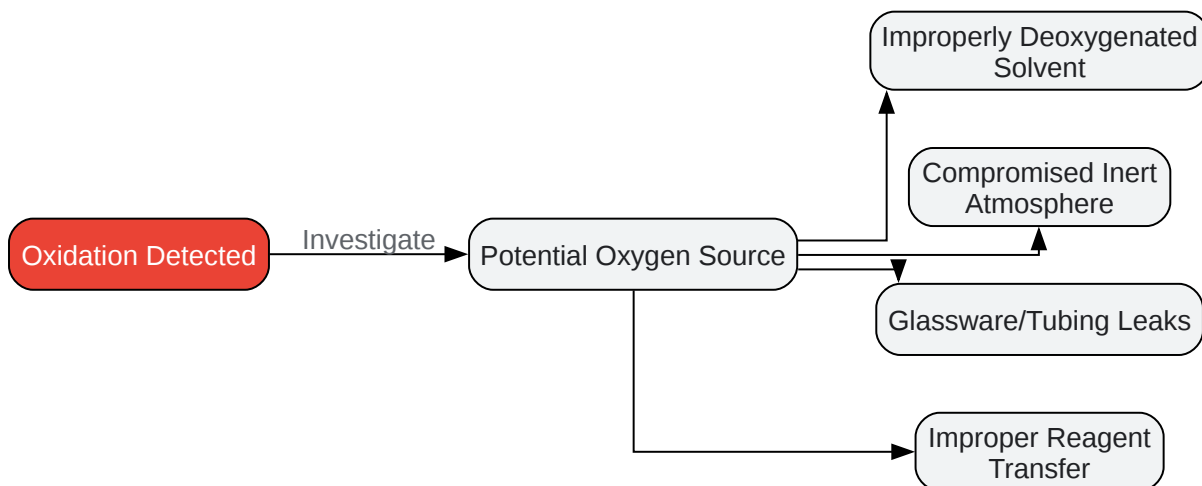 Improperly Deoxygenated
Solvent
Compromised Inert
Atmosphere
Oxidation Detected
Investigate
Potential Oxygen Source
Glassware/Tubing Leaks
Improper Reagent
Transfer